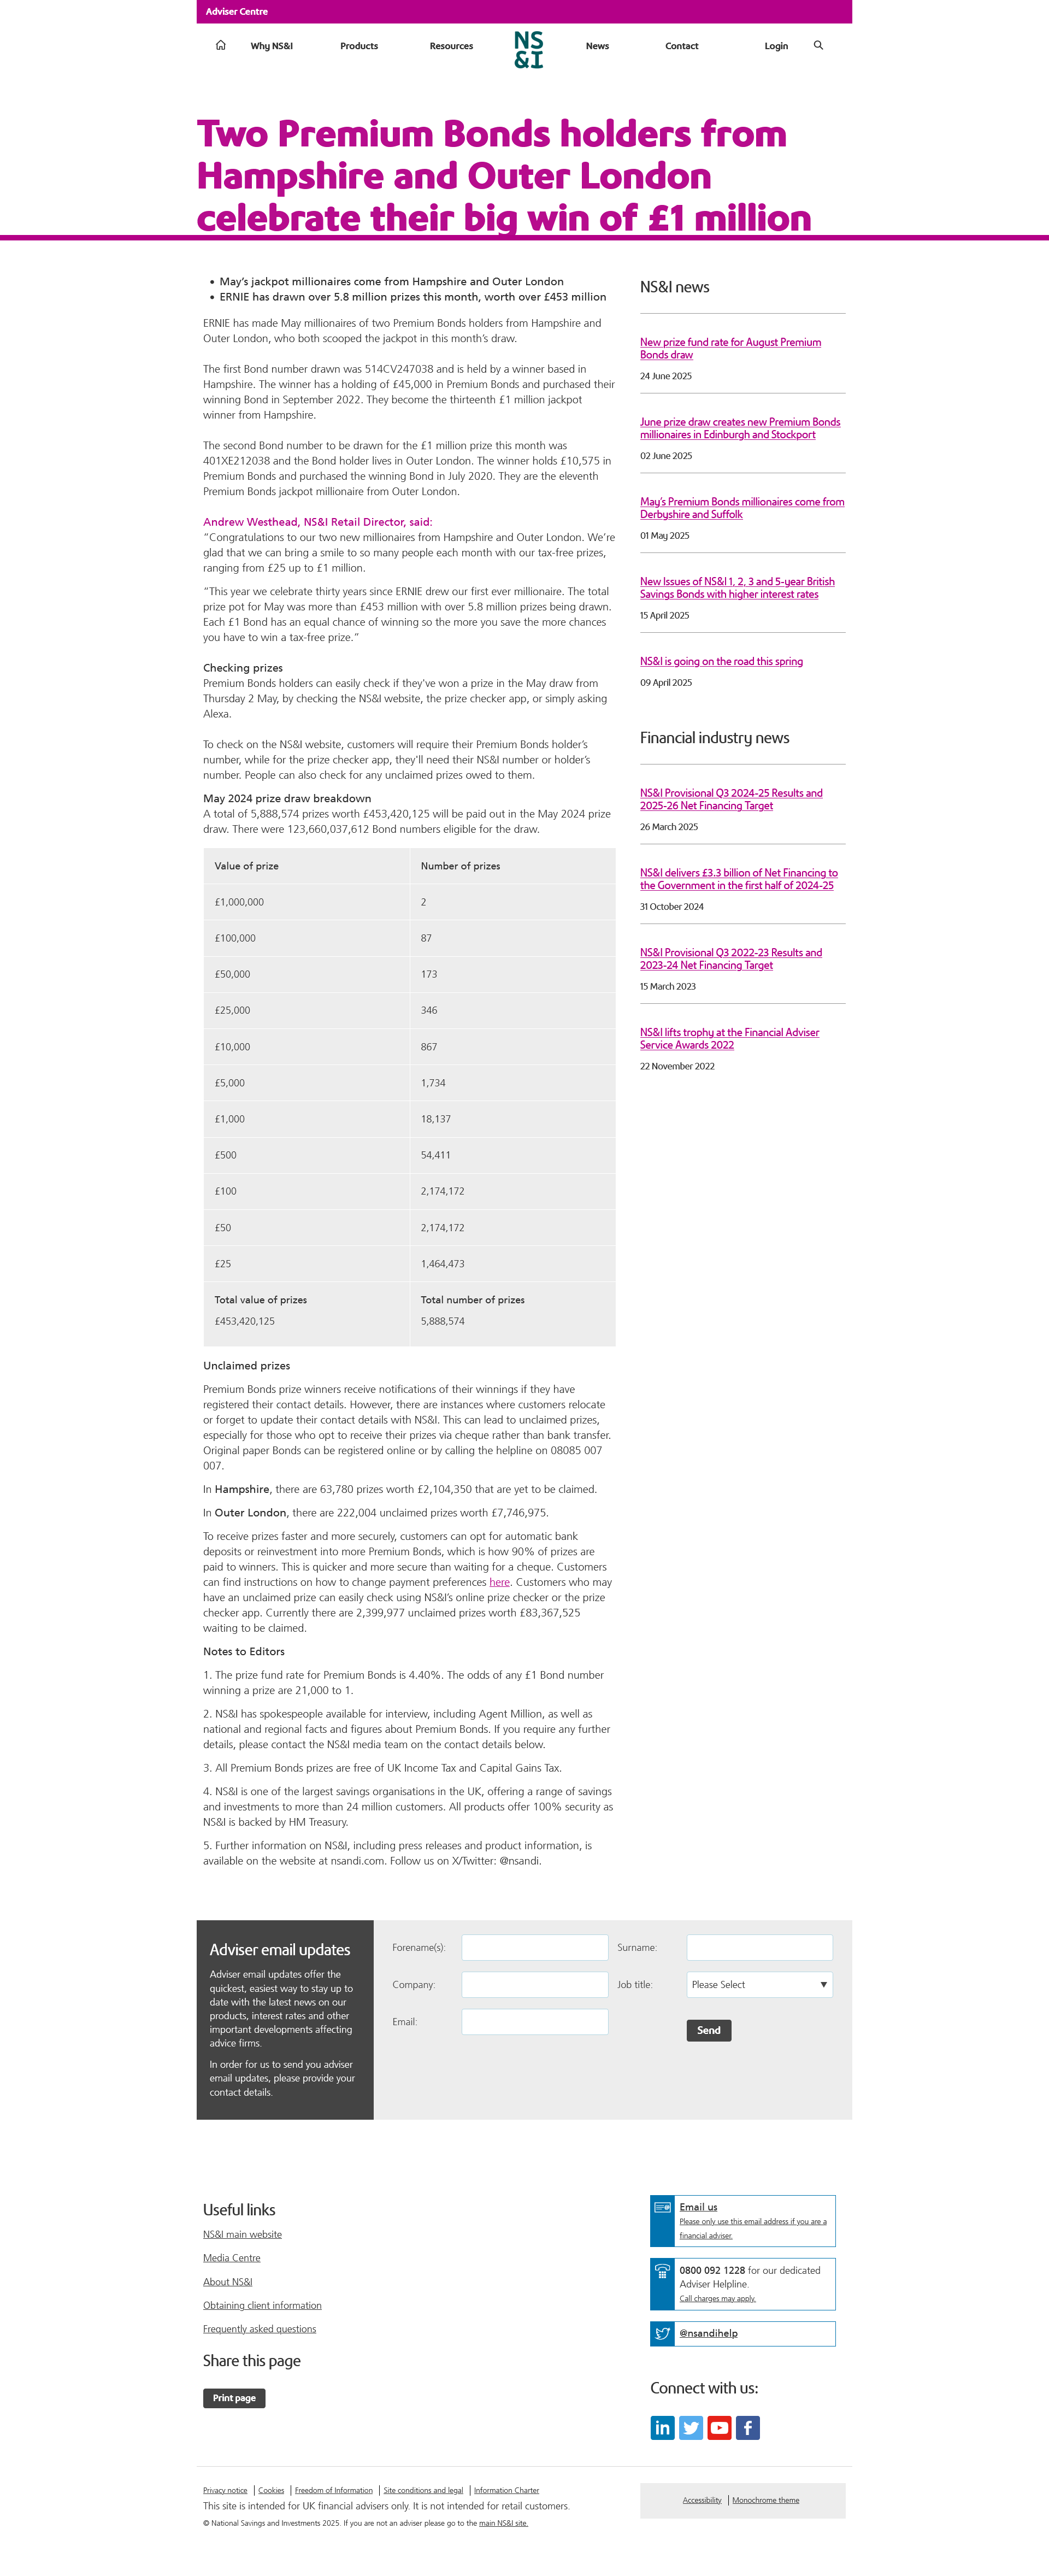 Adviser Centre
Why NS&I
Products
Resources
NS
&I
News
Contact
Login
Two Premium Bonds holders from
Hampshire and Outer London
celebrate their big win of £1 million
• May's jackpot millionaires come from Hampshire and Outer London
• ERNIE has drawn over 5.8 million prizes this month, worth over £453 million
ERNIE has made May millionaires of two Premium Bonds holders from Hampshire and
Outer London, who both scooped the jackpot in this month's draw.
The first Bond number drawn was 514CV247038 and is held by a winner based in
Hampshire. The winner has a holding of £45,000 in Premium Bonds and purchased their
winning Bond in September 2022. They become the thirteenth £1 million jackpot
winner from Hampshire.
The second Bond number to be drawn for the £1 million prize this month was
401XE212038 and the Bond holder lives in Outer London. The winner holds £10,575 in
Premium Bonds and purchased the winning Bond in July 2020. They are the eleventh
Premium Bonds jackpot millionaire from Outer London.
Andrew Westhead, NS&I Retail Director, said:
"Congratulations to our two new millionaires from Hampshire and Outer London. We're
glad that we can bring a smile to so many people each month with our tax-free prizes,
ranging from £25 up to £1 million.
"This year we celebrate thirty years since ERNIE drew our first ever millionaire. The total
prize pot for May was more than £453 million with over 5.8 million prizes being drawn.
Each £1 Bond has an equal chance of winning so the more you save the more chances
you have to win a tax-free prize."
Checking prizes
Premium Bonds holders can easily check if they've won a prize in the May draw from
Thursday 2 May, by checking the NS&I website, the prize checker app, or simply asking
Alexa.
To check on the NS&I website, customers will require their Premium Bonds holder's
number, while for the prize checker app, they'll need their NS&I number or holder's
number. People can also check for any unclaimed prizes owed to them.
May 2024 prize draw breakdown
A total of 5,888,574 prizes worth £453,420,125 will be paid out in the May 2024 prize
draw. There were 123,660,037,612 Bond numbers eligible for the draw.
Value of prize Number of prizes
£1,000,000 2
£100,000 87
£50,000 173
£25,000 346
£10,000 867
£5,000 1,734
£1,000 18,137
£500 54,411
£100 2,174,172
£50 2,174,172
£25 1,464,473
Total value of prizes Total number of prizes
£453,420,125 5,888,574
Unclaimed prizes
Premium Bonds prize winners receive notifications of their winnings if they have
registered their contact details. However, there are instances where customers relocate
or forget to update their contact details with NS&I. This can lead to unclaimed prizes,
especially for those who opt to receive their prizes via cheque rather than bank transfer.
Original paper Bonds can be registered online or by calling the helpline on 08085 007
007.
In Hampshire, there are 63,780 prizes worth £2,104,350 that are yet to be claimed.
In Outer London, there are 222,004 unclaimed prizes worth £7,746,975.
To receive prizes faster and more securely, customers can opt for automatic bank
deposits or reinvestment into more Premium Bonds, which is how 90% of prizes are
paid to winners. This is quicker and more secure than waiting for a cheque. Customers
can find instructions on how to change payment preferences here. Customers who may
have an unclaimed prize can easily check using NS&I's online prize checker or the prize
checker app. Currently there are 2,399,977 unclaimed prizes worth £83,367,525
waiting to be claimed.
Notes to Editors
1. The prize fund rate for Premium Bonds is 4.40%. The odds of any £1 Bond number
winning a prize are 21,000 to 1.
2. NS&I has spokespeople available for interview, including Agent Million, as well as
national and regional facts and figures about Premium Bonds. If you require any further
details, please contact the NS&I media team on the contact details below.
3. All Premium Bonds prizes are free of UK Income Tax and Capital Gains Tax.
4. NS&I is one of the largest savings organisations in the UK, offering a range of savings
and investments to more than 24 million customers. All products offer 100% security as
NS&I is backed by HM Treasury.
5. Further information on NS&I, including press releases and product information, is
available on the website at nsandi.com. Follow us on X/Twitter: @nsandi.
NS&I news
New prize fund rate for August Premium
Bonds draw
24 June 2025
June prize draw creates new Premium Bonds
millionaires in Edinburgh and Stockport
02 June 2025
May's Premium Bonds millionaires come from
Derbyshire and Suffolk
01 May 2025
New Issues of NS&I 1, 2, 3 and 5-year British
Savings Bonds with higher interest rates
15 April 2025
NS&I is going on the road this spring
09 April 2025
Financial industry news
NS&I Provisional Q3 2024-25 Results and
2025-26 Net Financing Target
26 March 2025
NS&I delivers £3.3 billion of Net Financing to
the Government in the first half of 2024-25
31 October 2024
NS&I Provisional Q3 2022-23 Results and
2023-24 Net Financing Target
15 March 2023
NS&I lifts trophy at the Financial Adviser
Service Awards 2022
22 November 2022
Adviser email updates
Adviser email updates offer the
quickest, easiest way to stay up to
date with the latest news on our
products, interest rates and other
important developments affecting
advice firms.
In order for us to send you adviser
email updates, please provide your
contact details.
Forename(s):
Surname:
Company:
Job title:
Please Select
Email:
Send
Useful links
NS&I main website
Media Centre
About NS&I
Obtaining client information
Frequently asked questions
Share this page
Print page
Email us
Please only use this email address if you are a
financial adviser.
0800 092 1228 for our dedicated
Adviser Helpline.
Call charges may apply.
@nsandihelp
Connect with us:
Privacy notice
Cookies
Freedom of Information
Site conditions and legal
Information Charter
This site is intended for UK financial advisers only. It is not intended for retail customers.
© National Savings and Investments 2025. If you are not an adviser please go to the main NS&I site.
Accessibility
Monochrome theme